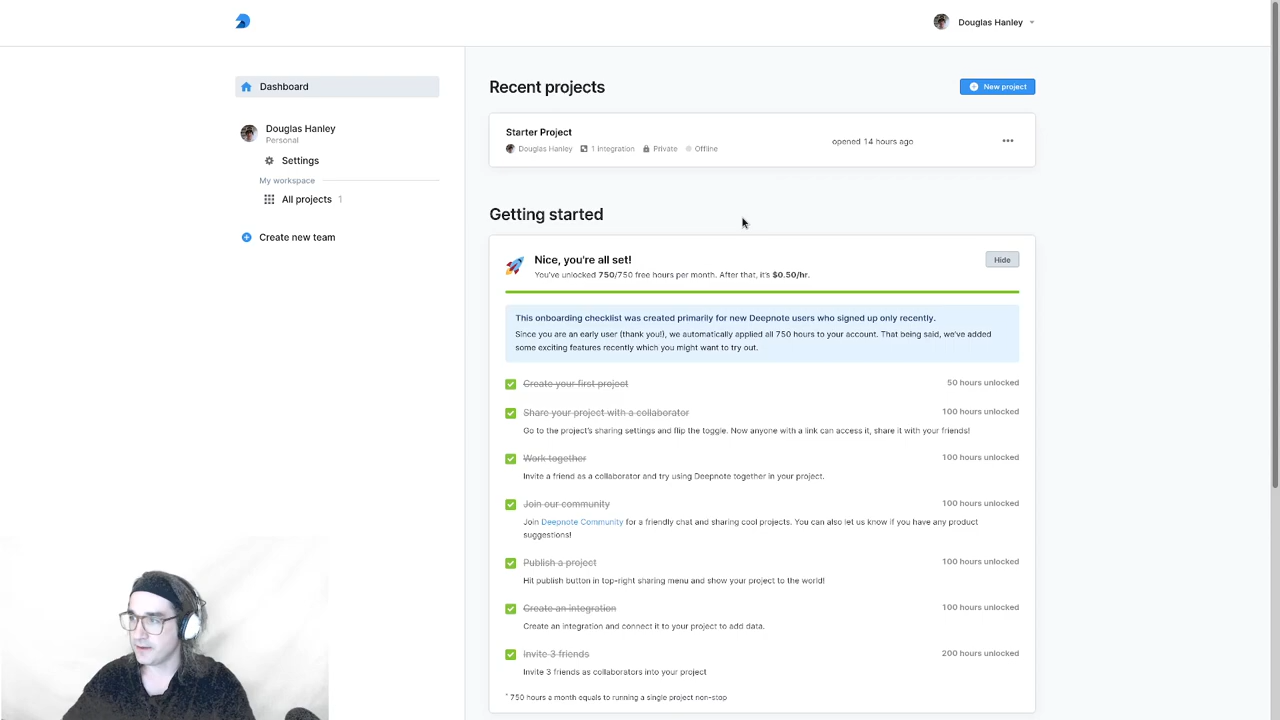 Douglas Hanley
Dashboard
Douglas Hanley
Personal
Settings
My workspace
All projects 1
Create new team
Recent projects
New project
Starter Project
Douglas Hanley 1 integration Private Offline
opened 14 hours ago
Getting started
Nice, you're all set!
You've unlocked 750/750 free hours per month. After that, it's $0.50/hr.
Hide
This onboarding checklist was created primarily for new Deepnote users who signed up only recently.
Since you are an early user (thank you!), we automatically applied all 750 hours to your account. That being said, we've added
some exciting features recently which you might want to try out.
Create your first project 50 hours unlocked
Share your project with a collaborator 100 hours unlocked
Go to the project's sharing settings and flip the toggle. Now anyone with a link can access it, share it with your friends!
Work together 100 hours unlocked
Invite a friend as a collaborator and try using Deepnote together in your project.
Join our community 100 hours unlocked
Join Deepnote Community for a friendly chat and sharing cool projects. You can also let us know if you have any product
suggestions!
Publish a project 100 hours unlocked
Hit publish button in top-right sharing menu and show your project to the world!
Create an integration 100 hours unlocked
Create an integration and connect it to your project to add data.
Invite 3 friends 200 hours unlocked
Invite 3 friends as collaborators into your project
* 750 hours a month equals to running a single project non-stop